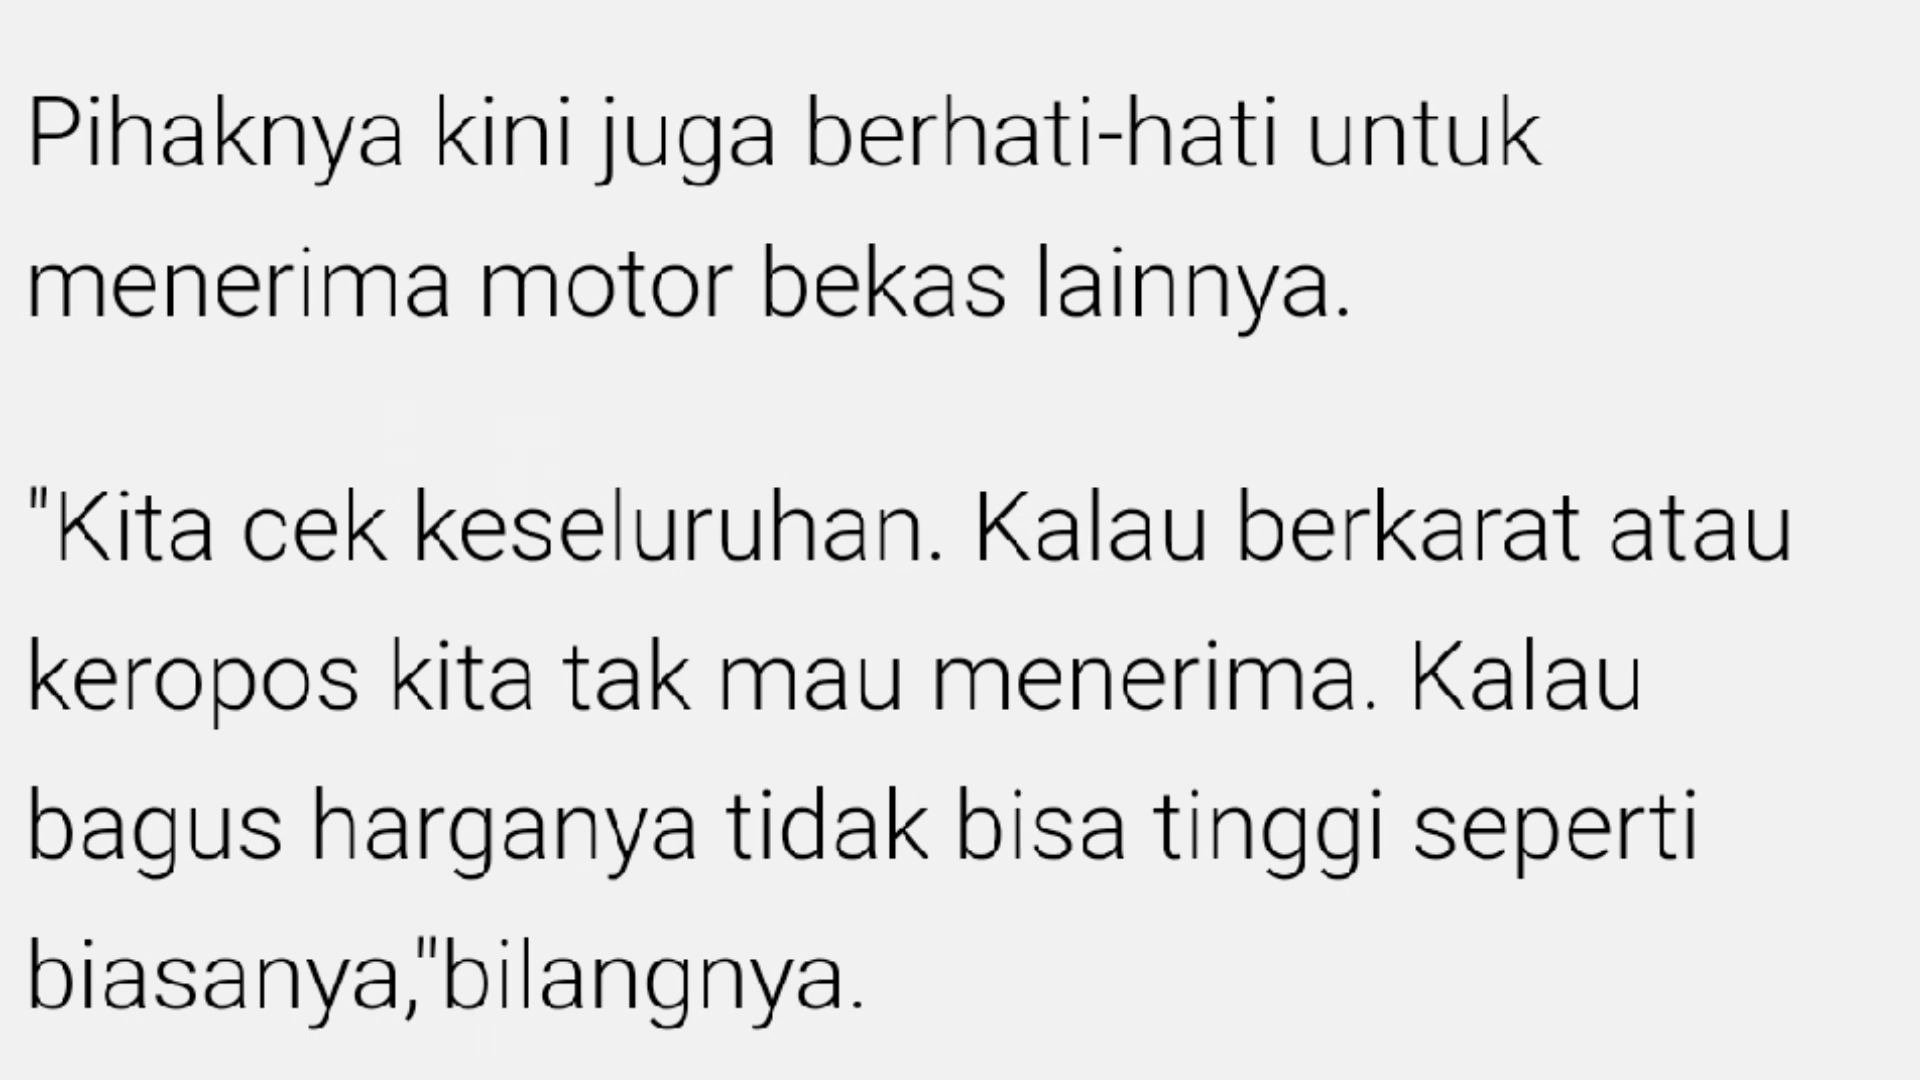 Pihaknya kini juga berhati-hati untuk
menerima motor bekas lainnya.
"Kita cek keseluruhan. Kalau berkarat atau
keropos kita tak mau menerima. Kalau
bagus harganya tidak bisa tinggi seperti
biasanya,"bilangnya.